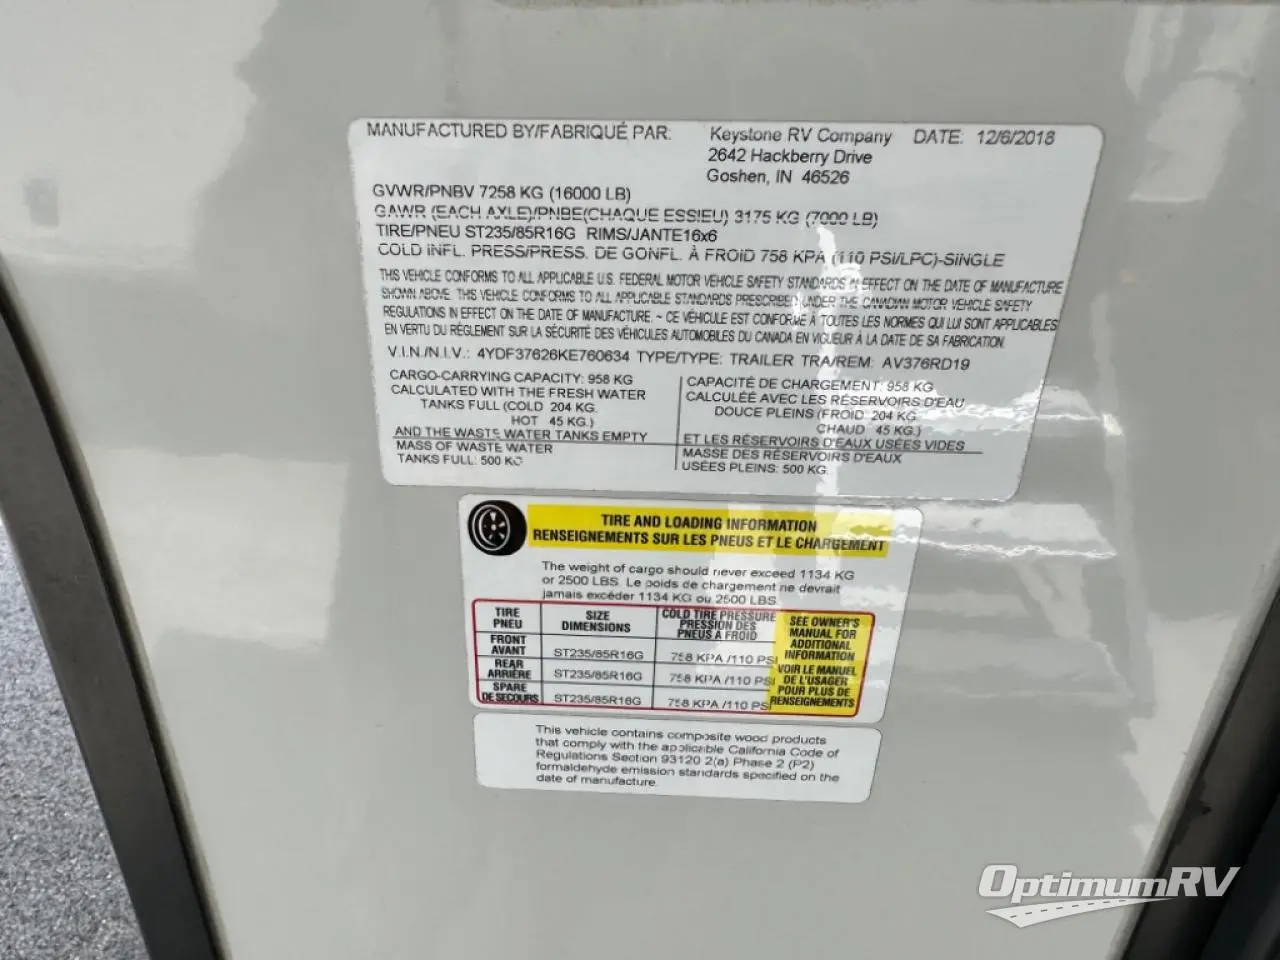 MANUFACTURED BY/FABRIQUÉ PAR: Keystone RV Company DATE: 12/6/2018
2642 Hackberry Drive
Goshen, IN 46526
GVWR/PNBV 7258 KG (16000 LB)
GAWR (EACH AXLE)/PNBE(CHAQUE ESSIEU) 3175 KG (7000 LB)
TIRE/PNEU ST235/85R16G RIMS/JANTE16x6
COLD INFL. PRESS/PRESS. DE GONFL. À FROID 758 KPA (110 PSI/LPC)-SINGLE
THIS VEHICLE CONFORMS TO ALL APPLICABLE U.S. FEDERAL MOTOR VEHICLE SAFETY STANDARDS IN EFFECT ON THE DATE OF MANUFACTURE
SHOWN ABOVE. THIS VEHICLE CONFORMS TO ALL APPLICABLE STANDARDS PRESCRIBED UNDER THE CANADIAN MOTOR VEHICLE SAFETY
REGULATIONS IN EFFECT ON THE DATE OF MANUFACTURE. ~ CE VÉHICULE EST CONFORME À TOUTES LES NORMES QUI LUI SONT APPLICABLES
EN VERTU DU RÉGLEMENT SUR LA SÉCURITÉ DES VÉHICULES AUTOMOBILES DU CANADA EN VIGUEUR À LA DATE DE SA FABRICATION.
V.I.N./N.I.V.: 4YDF37626KE760634 TYPE/TYPE: TRAILER TRA/REM: AV376RD19
CARGO-CARRYING CAPACITY: 958 KG
CALCULATED WITH THE FRESH WATER
TANKS FULL (COLD 204 KG.
HOT 45 KG.)
AND THE WASTE WATER TANKS EMPTY
MASS OF WASTE WATER
TANKS FULL: 500 KG
CAPACITÉ DE CHARGEMENT: 958 KG
CALCULÉE AVEC LES RÉSERVOIRS D'EAU
DOUCE PLEINS (FROID: 204 KG
CHAUD 45 KG.)
ET LES RÉSERVOIRS D'EAUX USÉES VIDES
MASSE DES RÉSERVOIRS D'EAUX
USÉES PLEINS: 500 KG.
TIRE AND LOADING INFORMATION
RENSEIGNEMENTS SUR LES PNEUS ET LE CHARGEMENT
The weight of cargo should never exceed 1134 KG
or 2500 LBS. Le poids de chargement ne devrait
jamais excéder 1134 KG ou 2500 LBS.
TIRE SIZE COLD TIRE PRESSURE
PNEU DIMENSIONS PRESSION DES
PNEUS A FROID
FRONT
AVANT ST235/85R16G 758 KPA /110 PSI
REAR
ARRIÈRE ST235/85R16G 758 KPA /110 PSI
SPARE
DE SECOURS ST235/85R16G 758 KPA /110 PSI
SEE OWNER'S
MANUAL FOR
ADDITIONAL
INFORMATION
VOIR LE MANUEL
DE L'USAGER
POUR PLUS DE
RENSEIGNEMENTS
This vehicle contains composite wood products
that comply with the applicable California Code of
Regulations Section 93120 2(a) Phase 2 (P2)
formaldehyde emission standards specified on the
date of manufacture.
OptimumRV